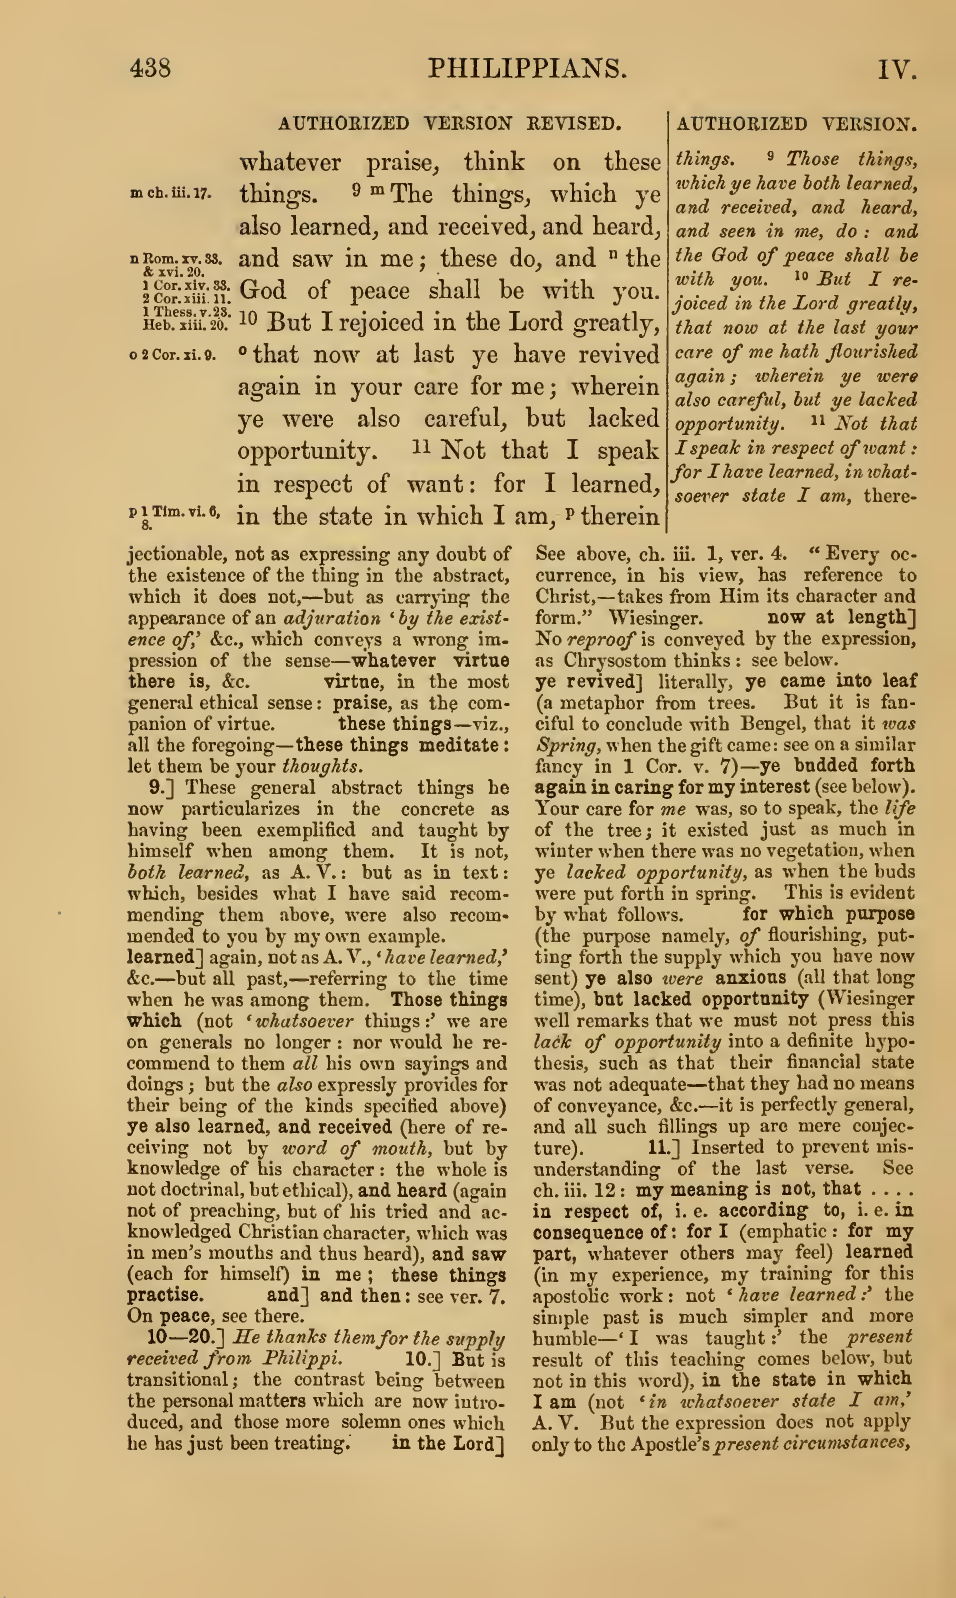 438
PHILIPPIANS.
IV.
AUTHORIZED VERSION REVISED.
whatever praise, think on these
m ch. iii. 17.
things. 9 m The things, which ye
also learned, and received, and heard,
n Rom. xv. 33.
& xvi. 20.
1 Cor. xiv. 33.
2 Cor. xiii. 11.
1 Thess. v. 23.
Heb. xiii. 20.
and saw in me; these do, and n the
God of peace shall be with you.
10 But I rejoiced in the Lord greatly,
o 2 Cor. xi. 9.
o that now at last ye have revived
again in your care for me; wherein
ye were also careful, but lacked
opportunity. 11 Not that I speak
in respect of want: for I learned,
p 1 Tim. vi. 6,
8.
in the state in which I am, p therein
AUTHORIZED VERSION.
things. 9 Those things,
which ye have both learned,
and received, and heard,
and seen in me, do: and
the God of peace shall be
with you. 10 But I re-
joiced in the Lord greatly,
that now at the last your
care of me hath flourished
again; wherein ye were
also careful, but ye lacked
opportunity. 11 Not that
I speak in respect of want:
for I have learned, in what-
soever state I am, there-
jectionable, not as expressing any doubt of
the existence of the thing in the abstract,
which it does not,—but as carrying the
appearance of an adjuration ‘by the exist-
ence of,’ &c., which conveys a wrong im-
pression of the sense—whatever virtue
there is, &c. virtue, in the most
general ethical sense: praise, as the com-
panion of virtue. these things—viz.,
all the foregoing—these things meditate:
let them be your thoughts.
9.] These general abstract things he
now particularizes in the concrete as
having been exemplified and taught by
himself when among them. It is not,
both learned, as A. V.: but as in text:
which, besides what I have said recom-
mending them above, were also recom-
mended to you by my own example.
learned] again, not as A. V., ‘have learned,’
&c.—but all past,—referring to the time
when he was among them. Those things
which (not ‘whatsoever things:’ we are
on generals no longer: nor would he re-
commend to them all his own sayings and
doings; but the also expressly provides for
their being of the kinds specified above)
ye also learned, and received (here of re-
ceiving not by word of mouth, but by
knowledge of his character: the whole is
not doctrinal, but ethical), and heard (again
not of preaching, but of his tried and ac-
knowledged Christian character, which was
in men's mouths and thus heard), and saw
(each for himself) in me; these things
practise. and] and then: see ver. 7.
On peace, see there.
10—20.] He thanks them for the supply
received from Philippi. 10.] But is
transitional; the contrast being between
the personal matters which are now intro-
duced, and those more solemn ones which
he has just been treating. in the Lord]
See above, ch. iii. 1, ver. 4. “Every oc-
currence, in his view, has reference to
Christ,—takes from Him its character and
form.” Wiesinger. now at length]
No reproof is conveyed by the expression,
as Chrysostom thinks: see below.
ye revived] literally, ye came into leaf
(a metaphor from trees. But it is fan-
ciful to conclude with Bengel, that it was
Spring, when the gift came: see on a similar
fancy in 1 Cor. v. 7)—ye budded forth
again in caring for my interest (see below).
Your care for me was, so to speak, the life
of the tree; it existed just as much in
winter when there was no vegetation, when
ye lacked opportunity, as when the buds
were put forth in spring. This is evident
by what follows. for which purpose
(the purpose namely, of flourishing, put-
ting forth the supply which you have now
sent) ye also were anxious (all that long
time), but lacked opportunity (Wiesinger
well remarks that we must not press this
lack of opportunity into a definite hypo-
thesis, such as that their financial state
was not adequate—that they had no means
of conveyance, &c.—it is perfectly general,
and all such fillings up are mere conjec-
ture). 11.] Inserted to prevent mis-
understanding of the last verse. See
ch. iii. 12: my meaning is not, that . . . .
in respect of, i. e. according to, i. e. in
consequence of: for I (emphatic: for my
part, whatever others may feel) learned
(in my experience, my training for this
apostolic work: not ‘have learned:’ the
simple past is much simpler and more
humble—‘I was taught:’ the present
result of this teaching comes below, but
not in this word), in the state in which
I am (not ‘in whatsoever state I am,’
A. V. But the expression does not apply
only to the Apostle's present circumstances,